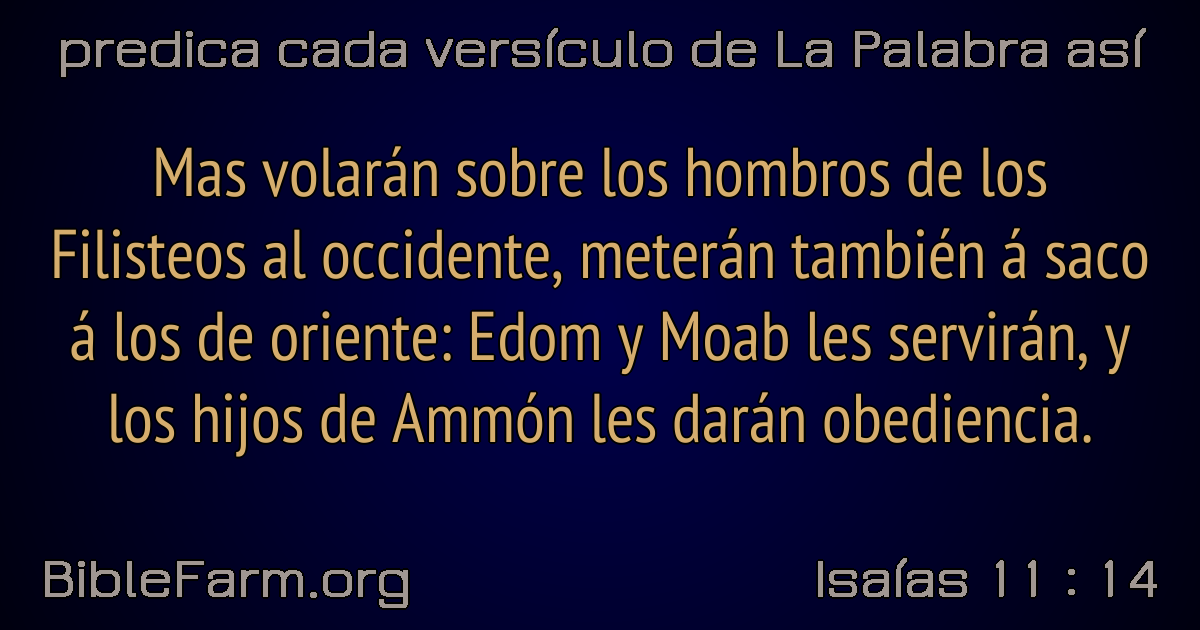 predica cada versículo de La Palabra así
Mas volarán sobre los hombros de los
Filisteos al occidente, meterán también á saco
á los de oriente: Edom y Moab les servirán, y
los hijos de Ammón les darán obediencia.
BibleFarm.org
Isaías 11 : 14